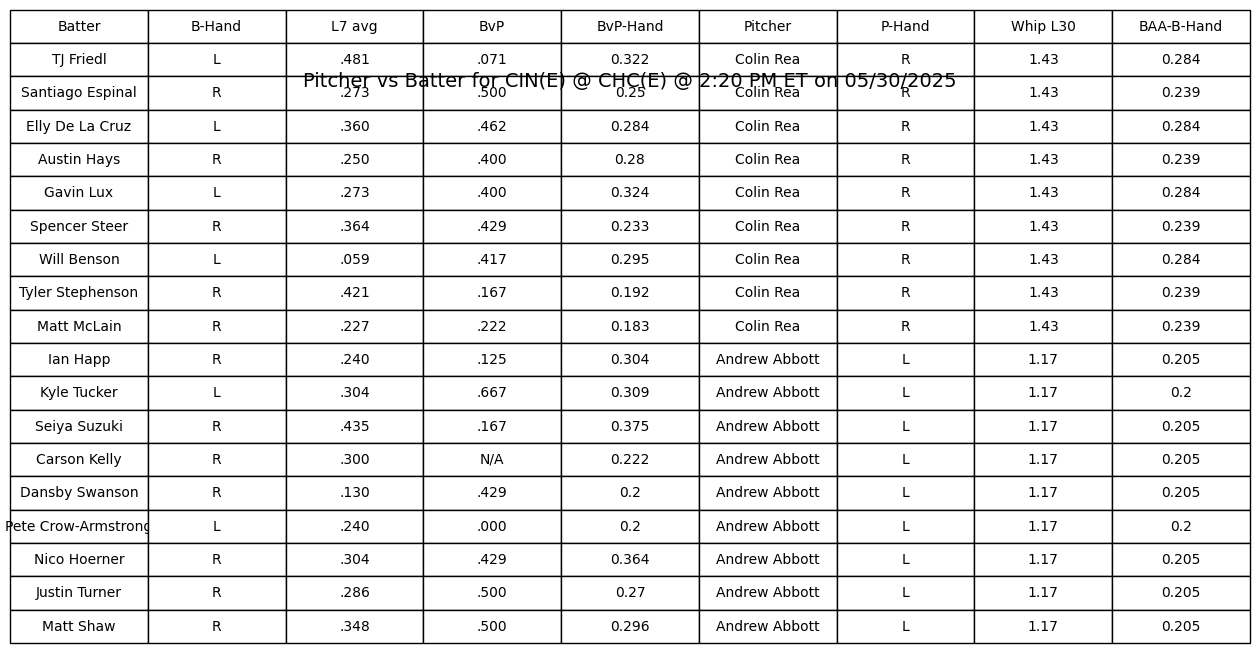 Batter B-Hand L7 avg BvP BvP-Hand Pitcher P-Hand Whip L30 BAA-B-Hand
TJ Friedl L .481 .071 0.322 Colin Rea R 1.43 0.284
Pitcher vs Batter for CIN(E) @ CHC(E) @ 2:20 PM ET on 05/30/2025
Santiago Espinal R .273 .500 0.25 Colin Rea R 1.43 0.239
Elly De La Cruz L .360 .462 0.284 Colin Rea R 1.43 0.284
Austin Hays R .250 .400 0.28 Colin Rea R 1.43 0.239
Gavin Lux L .273 .400 0.324 Colin Rea R 1.43 0.284
Spencer Steer R .364 .429 0.233 Colin Rea R 1.43 0.239
Will Benson L .059 .417 0.295 Colin Rea R 1.43 0.284
Tyler Stephenson R .421 .167 0.192 Colin Rea R 1.43 0.239
Matt McLain R .227 .222 0.183 Colin Rea R 1.43 0.239
Ian Happ R .240 .125 0.304 Andrew Abbott L 1.17 0.205
Kyle Tucker L .304 .667 0.309 Andrew Abbott L 1.17 0.2
Seiya Suzuki R .435 .167 0.375 Andrew Abbott L 1.17 0.205
Carson Kelly R .300 N/A 0.222 Andrew Abbott L 1.17 0.205
Dansby Swanson R .130 .429 0.2 Andrew Abbott L 1.17 0.205
Pete Crow-Armstrong L .240 .000 0.2 Andrew Abbott L 1.17 0.2
Nico Hoerner R .304 .429 0.364 Andrew Abbott L 1.17 0.205
Justin Turner R .286 .500 0.27 Andrew Abbott L 1.17 0.205
Matt Shaw R .348 .500 0.296 Andrew Abbott L 1.17 0.205